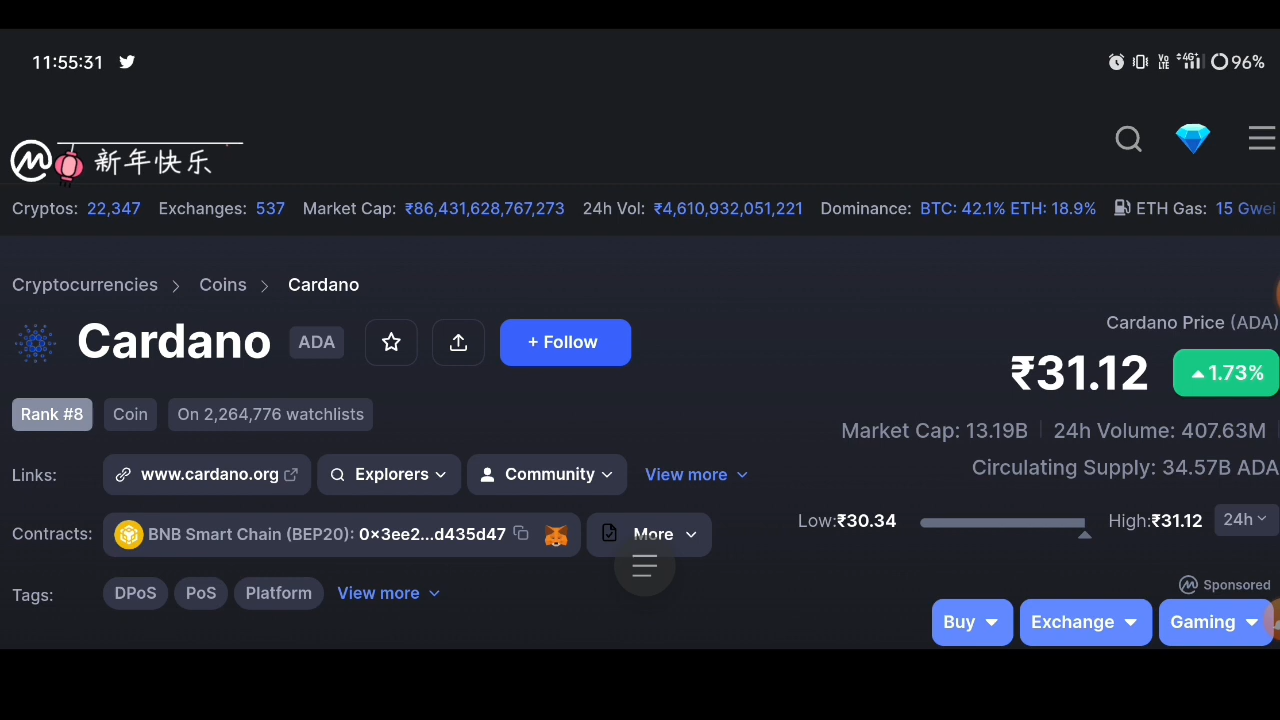 11:55:31 96%
新年快乐
Cryptos: 22,347 Exchanges: 537 Market Cap: ₹86,431,628,767,273 24h Vol: ₹4,610,932,051,221 Dominance: BTC: 42.1% ETH: 18.9% ETH Gas: 15 Gwei
Cryptocurrencies > Coins > Cardano
Cardano Price (ADA)
Cardano ADA + Follow ₹31.12 1.73%
Rank #8 Coin On 2,264,776 watchlists
Market Cap: 13.19B 24h Volume: 407.63M
Circulating Supply: 34.57B ADA
Links: www.cardano.org Explorers Community View more
Low:₹30.34 High:₹31.12 24h
Contracts: BNB Smart Chain (BEP20): 0x3ee2...d435d47 More
Tags: DPoS PoS Platform View more
Sponsored
Buy Exchange Gaming